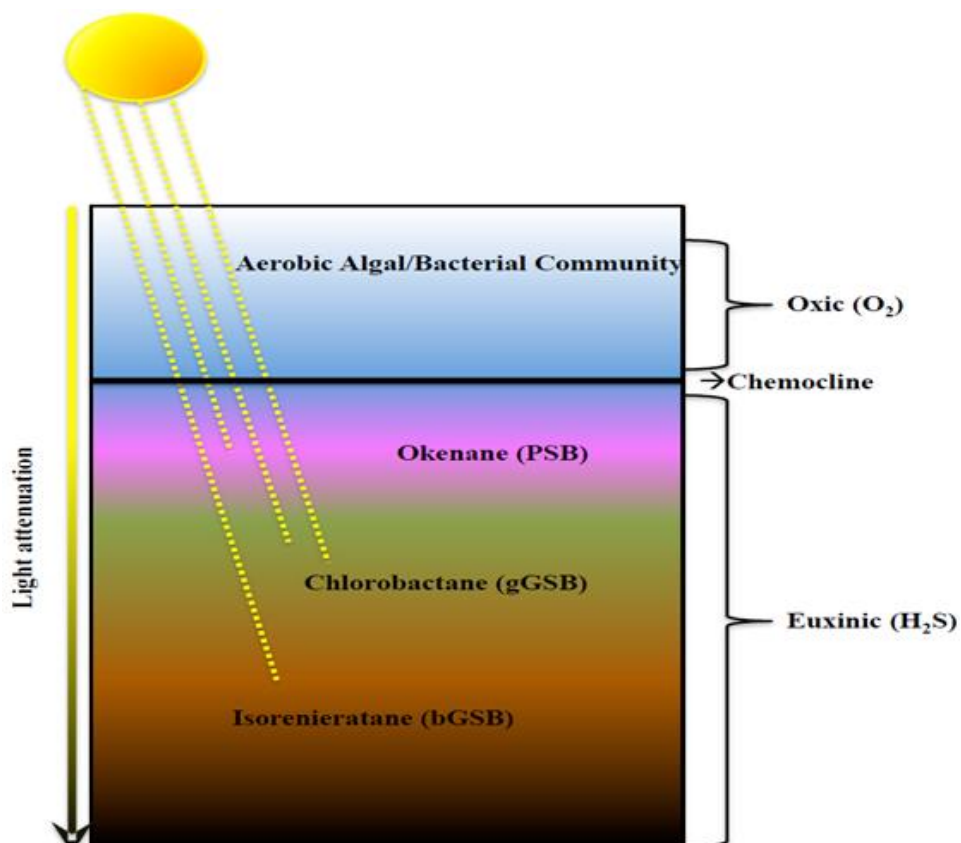 Aerobic Algal/Bacterial Community
Oxic (O₂)
→Chemocline
Okenane (PSB)
Chlorobactane (gGSB)
Euxinic (H₂S)
Isorenieratane (bGSB)
Light attenuation